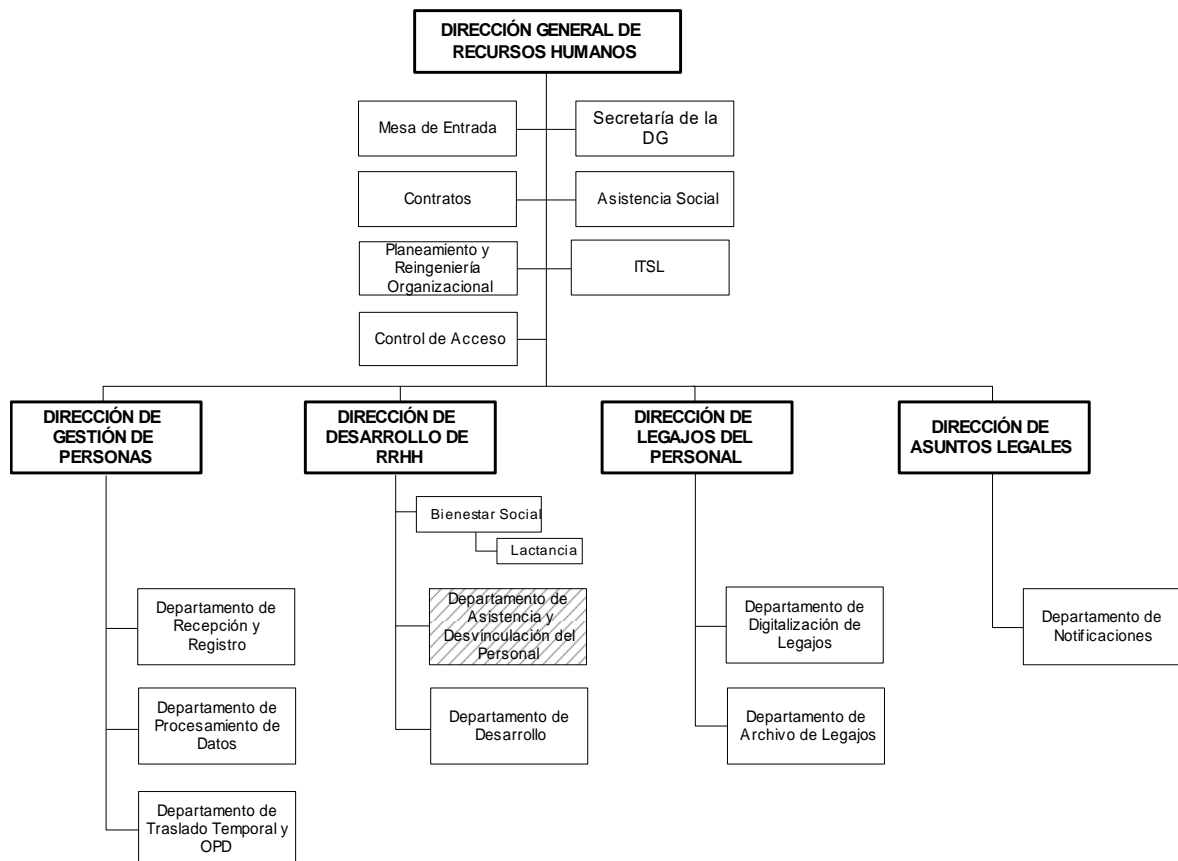 DIRECCIÓN GENERAL DE
RECURSOS HUMANOS
Mesa de Entrada
Secretaría de la
DG
Contratos
Asistencia Social
Planeamiento y
Reingeniería
Organizacional
ITSL
Control de Acceso
DIRECCIÓN DE
GESTIÓN DE
PERSONAS
DIRECCIÓN DE
DESARROLLO DE
RRHH
DIRECCIÓN DE
LEGAJOS DEL
PERSONAL
DIRECCIÓN DE
ASUNTOS LEGALES
Bienestar Social
Lactancia
Departamento de
Recepción y
Registro
Departamento de
Asistencia y
Desvinculación del
Personal
Departamento de
Digitalización de
Legajos
Departamento de
Notificaciones
Departamento de
Procesamiento de
Datos
Departamento de
Desarrollo
Departamento de
Archivo de Legajos
Departamento de
Traslado Temporal y
OPD